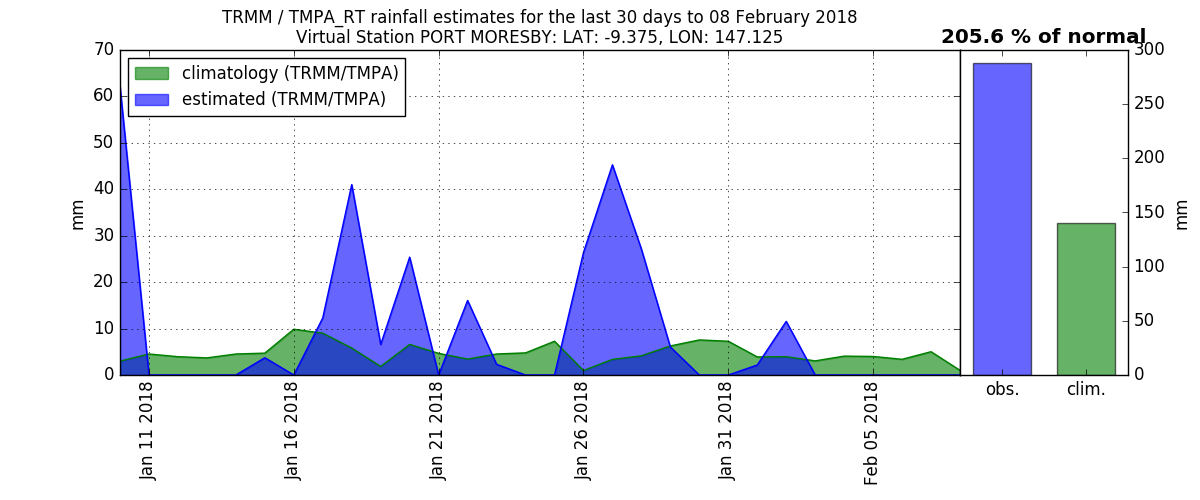 TRMM / TMPA_RT rainfall estimates for the last 30 days to 08 February 2018
Virtual Station PORT MORESBY: LAT: -9.375, LON: 147.125
205.6 % of normal
climatology (TRMM/TMPA)
estimated (TRMM/TMPA)
mm
70
60
50
40
30
20
10
0
Jan 11 2018
Jan 16 2018
Jan 21 2018
Jan 26 2018
Jan 31 2018
Feb 05 2018
obs.
clim.
300
250
200
150
100
50
0
mm